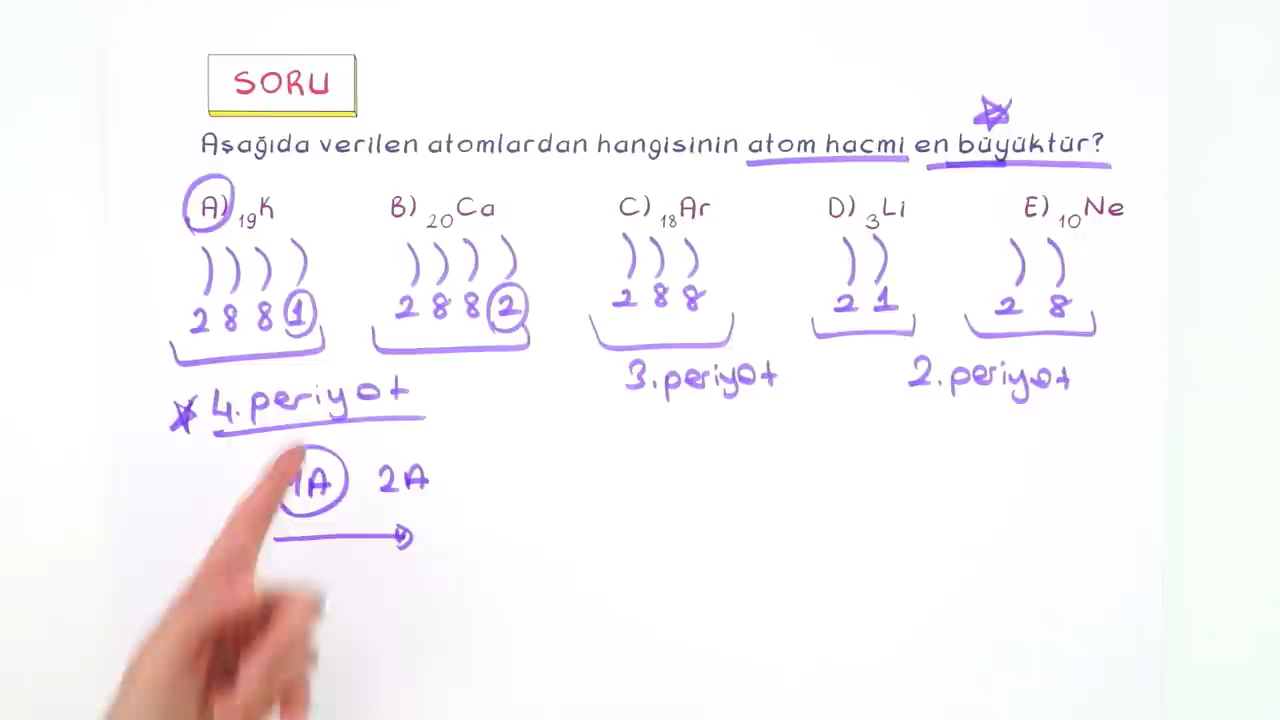 SORU
Aşağıda verilen atomlardan hangisinin atom hacmi en büyüktür?
A) 19K B) 20Ca C) 18Ar D) 3Li E) 10Ne
2 8 8 1 2 8 8 2 2 8 8 2 1 2 8
4. periyot 3. periyot 2. periyot
1A 2A